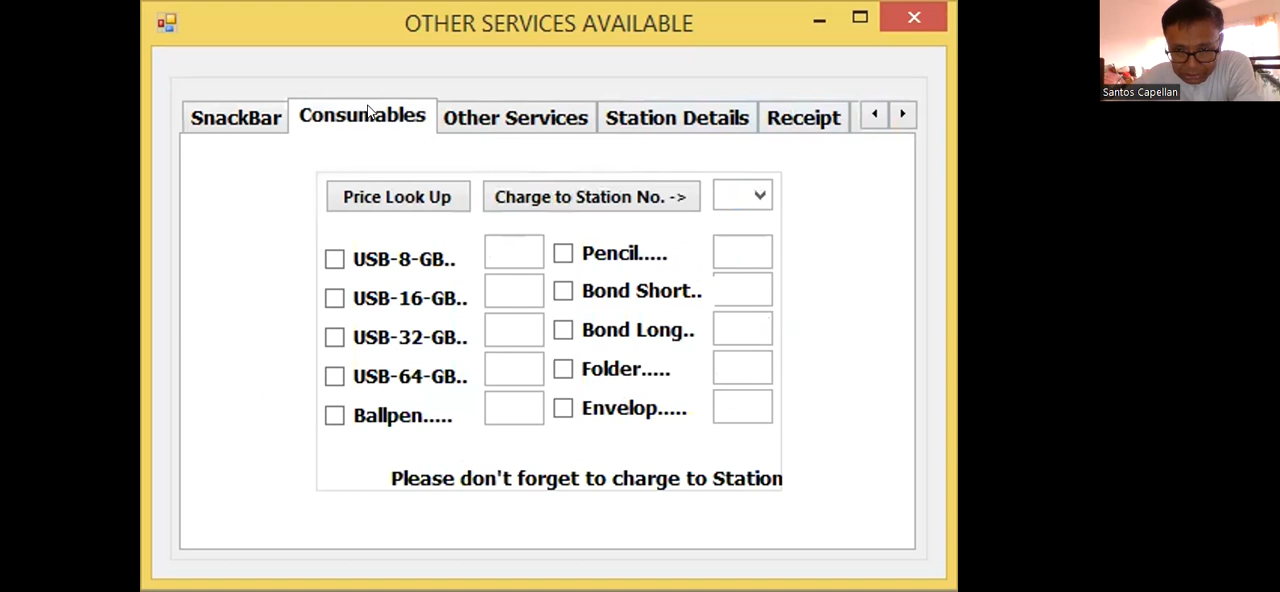 OTHER SERVICES AVAILABLE
Santos Capellan
SnackBar Consumables Other Services Station Details Receipt
Price Look Up Charge to Station No. ->
USB-8-GB.. Pencil.....
USB-16-GB.. Bond Short..
USB-32-GB.. Bond Long..
USB-64-GB.. Folder.....
Ballpen..... Envelop.....
Please don't forget to charge to Station